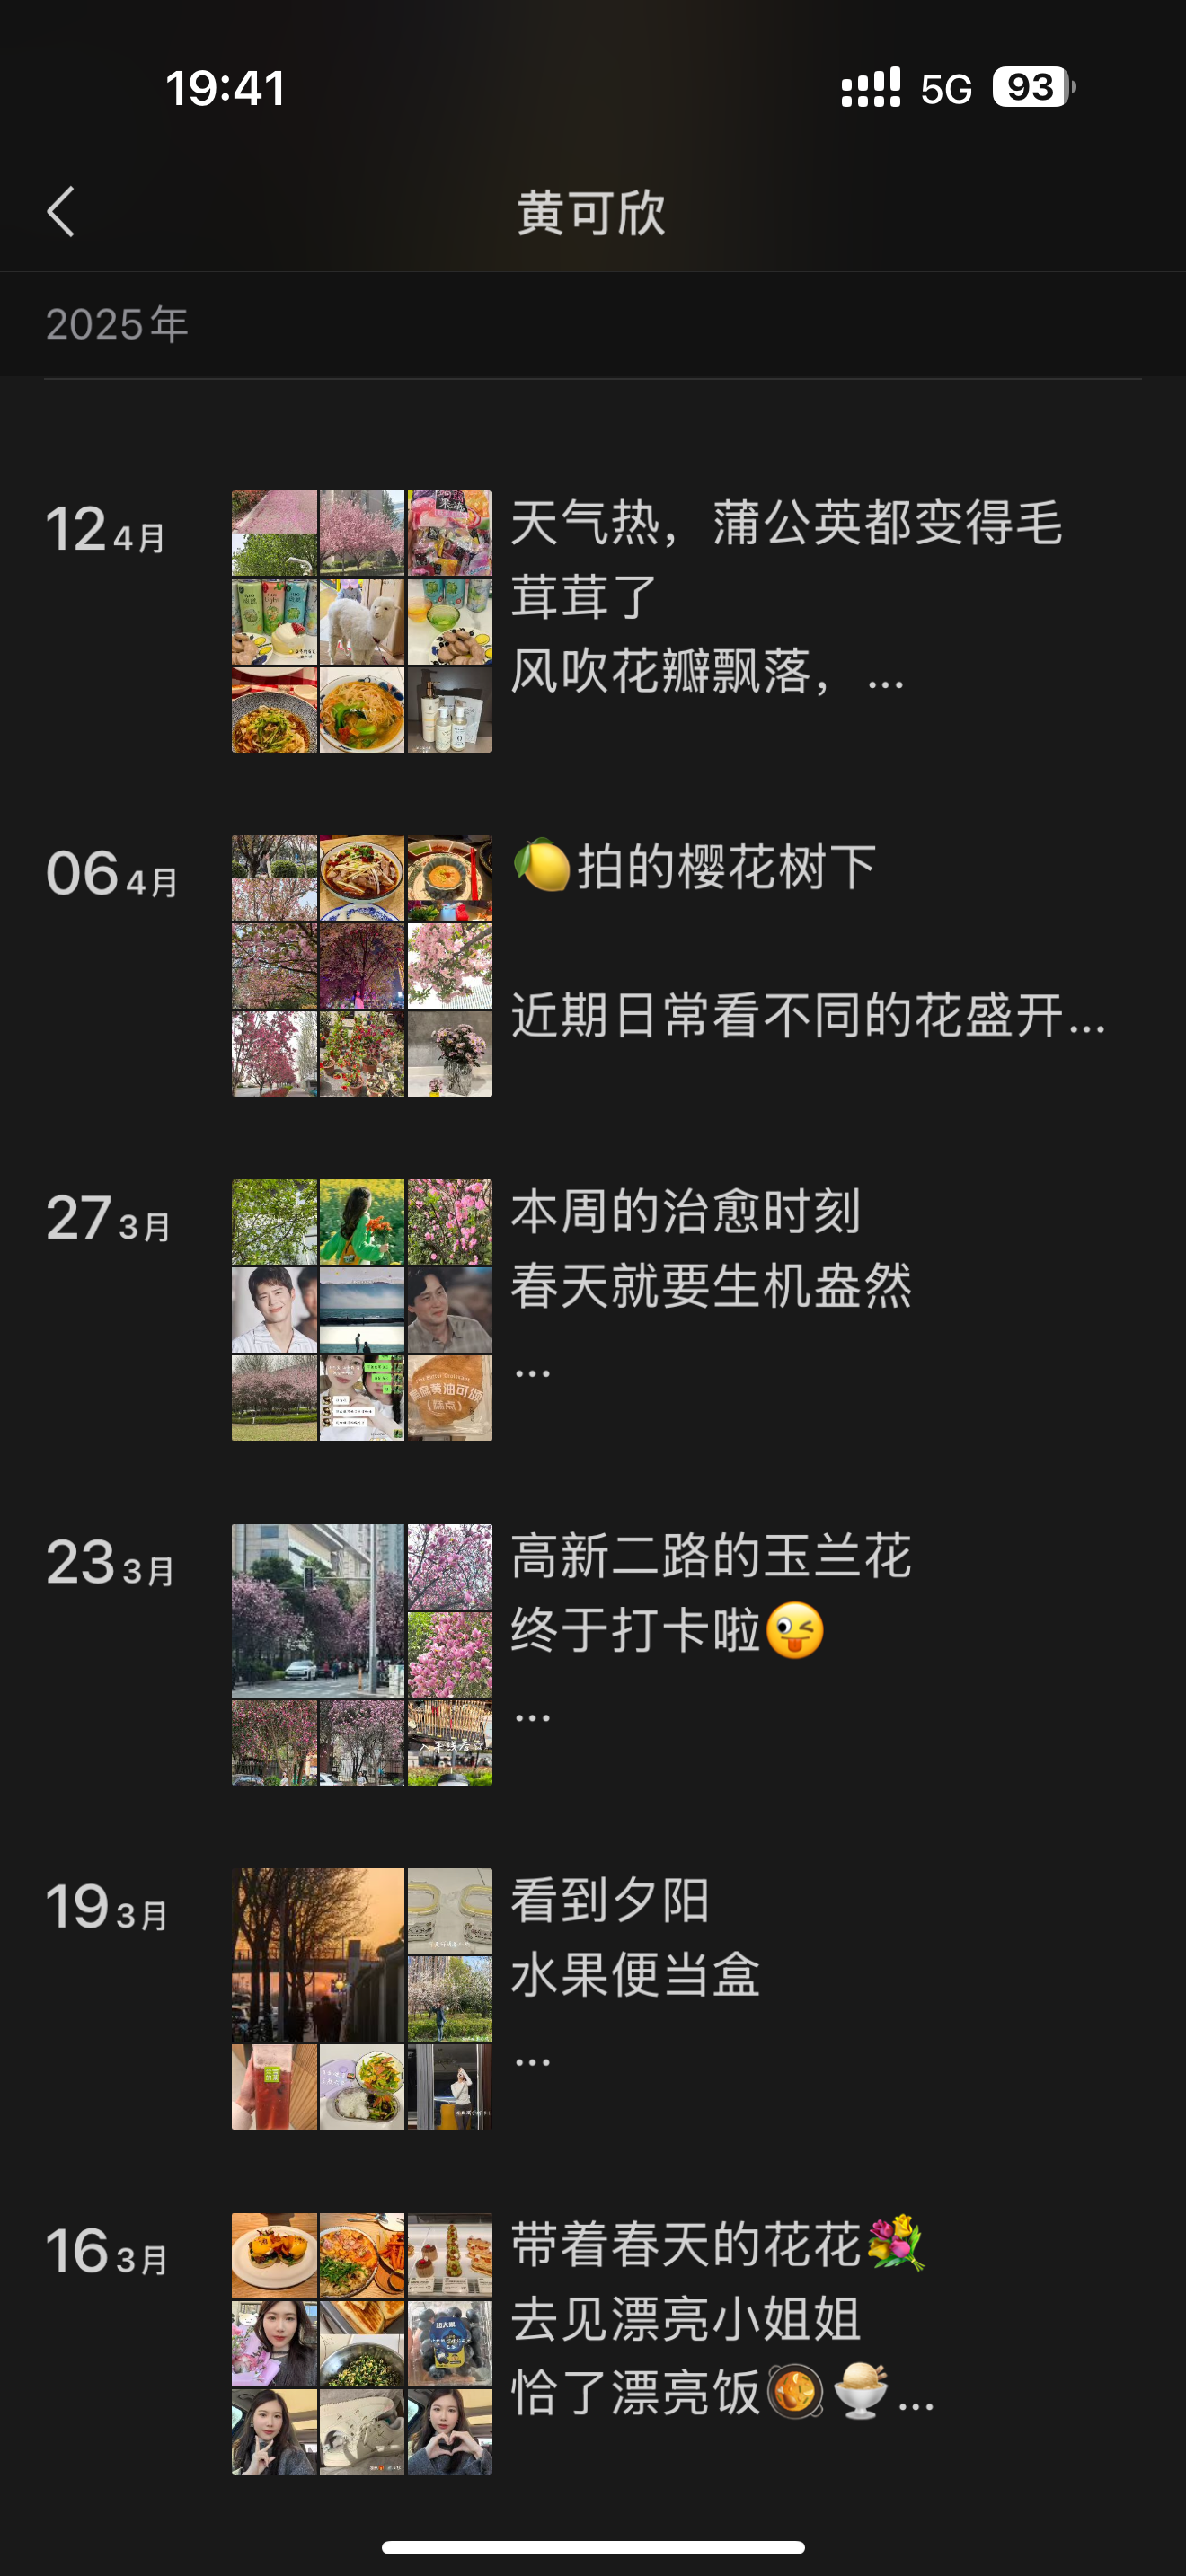 19:41
5G
93
黄可欣
2025年
12 4月
天气热，蒲公英都变得毛
茸茸了
风吹花瓣飘落，...
06 4月
🍋拍的樱花树下
近期日常看不同的花盛开...
27 3月
本周的治愈时刻
春天就要生机盎然
...
黄油可颂
（糕点）
23 3月
高新二路的玉兰花
终于打卡啦😜
...
19 3月
看到夕阳
水果便当盒
...
16 3月
带着春天的花花💐
去见漂亮小姐姐
恰了漂亮饭🥘🍨...